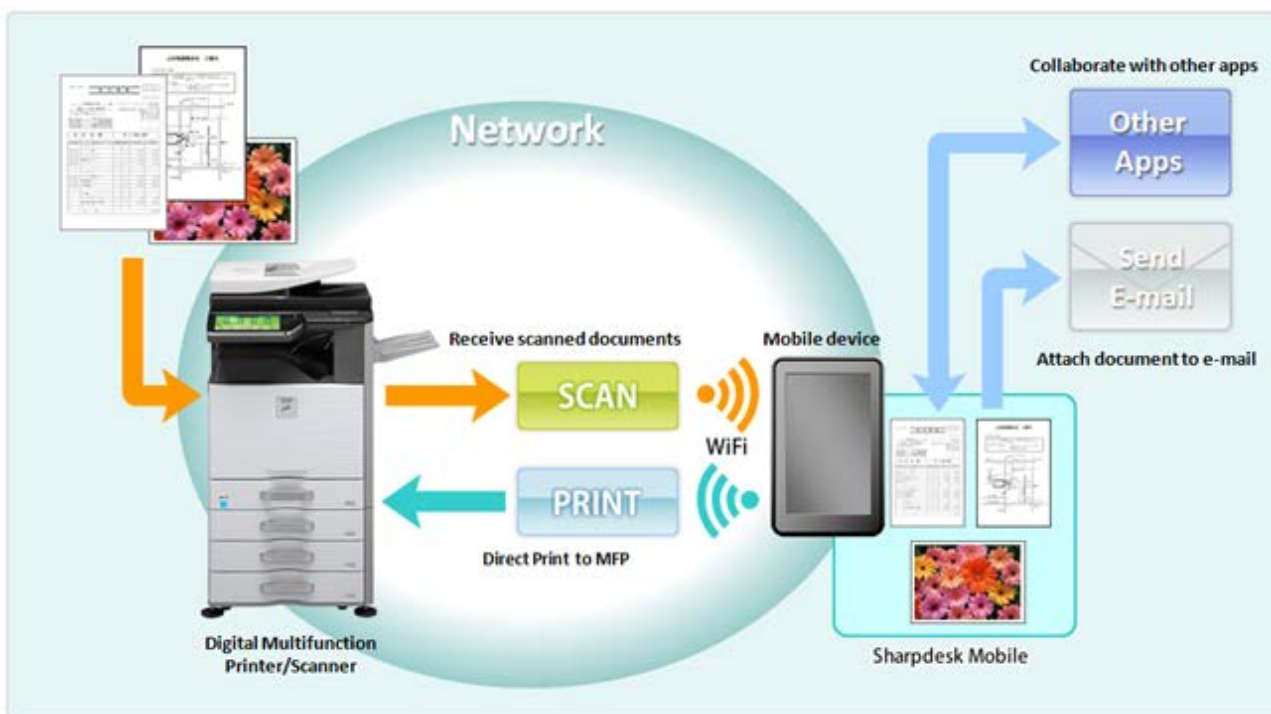 Collaborate with other apps
Other
Apps
Network
Send
E-mail
Attach document to e-mail
Receive scanned documents
Mobile device
SCAN
WiFi
PRINT
Direct Print to MFP
Digital Multifunction
Printer/Scanner
Sharpdesk Mobile